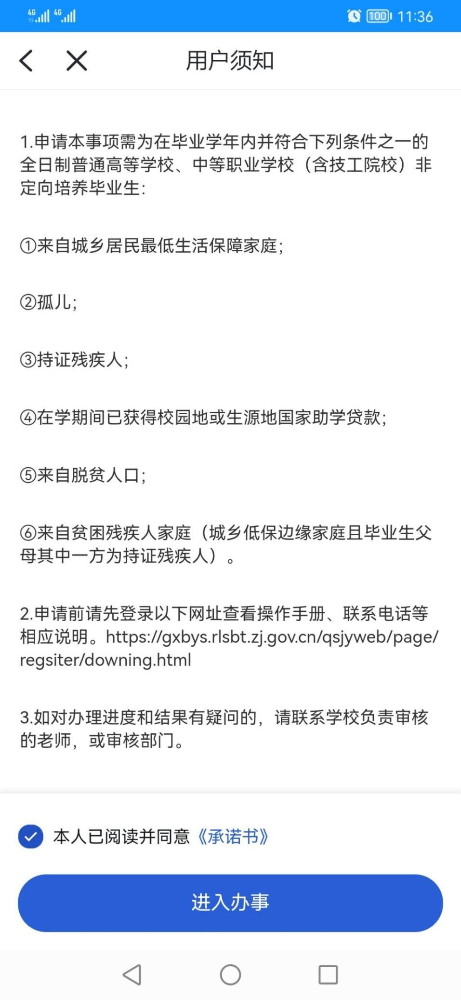 4G 4G 100 11:36
用户须知
1.申请本事项需为在毕业学年内并符合下列条件之一的
全日制普通高等学校、中等职业学校（含技工院校）非
定向培养毕业生:
①来自城乡居民最低生活保障家庭;
②孤儿;
③持证残疾人;
④在学期间已获得校园地或生源地国家助学贷款;
⑤来自脱贫人口;
⑥来自贫困残疾人家庭（城乡低保边缘家庭且毕业生父
母其中一方为持证残疾人）。
2.申请前请先登录以下网址查看操作手册、联系电话等
相应说明。https://gxbys.rlsbt.zj.gov.cn/qsjyweb/page/
regsiter/downing.html
3.如对办理进度和结果有疑问的，请联系学校负责审核
的老师，或审核部门。
本人已阅读并同意《承诺书》
进入办事